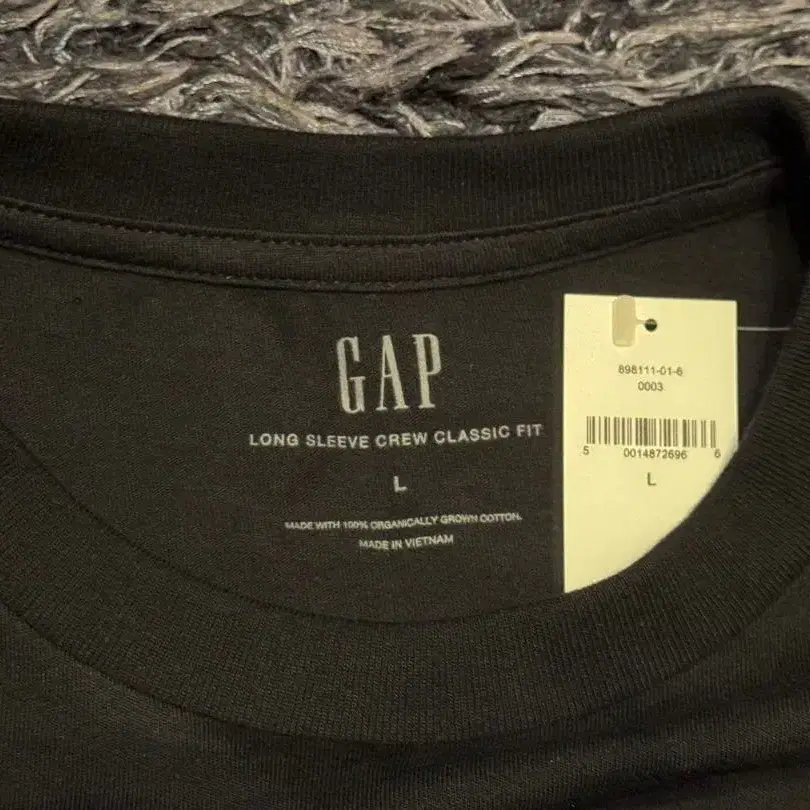 GAP
LONG SLEEVE CREW CLASSIC FIT
L
MADE WITH 100% ORGANICALLY GROWN COTTON.
MADE IN VIETNAM
898111-01-6
0003
5 0014872696 6
L